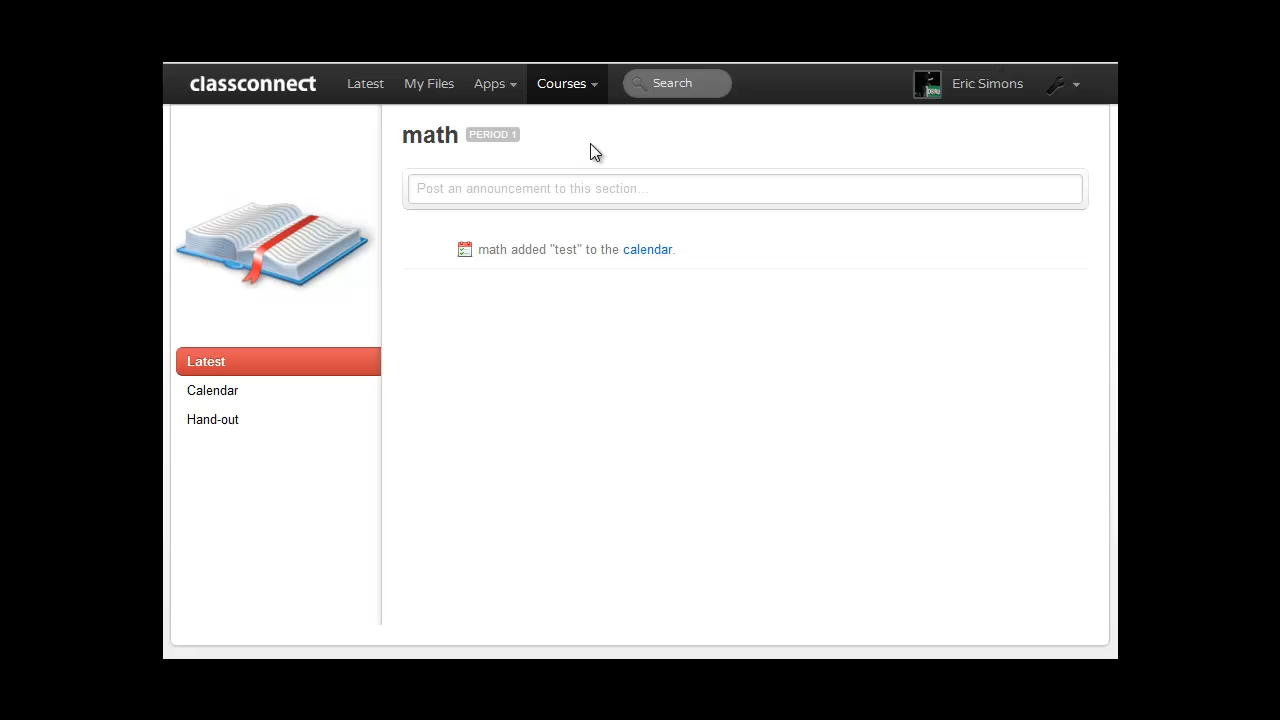 classconnect Latest My Files Apps Courses Search Eric Simons
math PERIOD 1
Post an announcement to this section...
math added "test" to the calendar.
Latest
Calendar
Hand-out